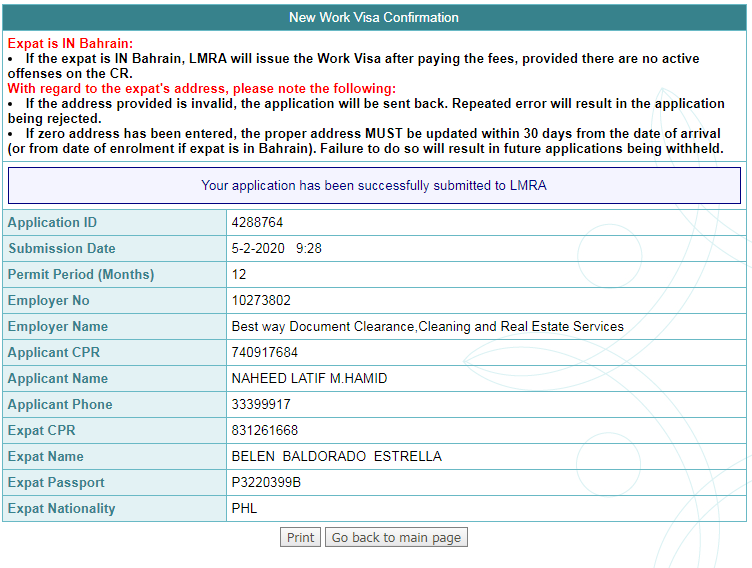 New Work Visa Confirmation
Expat is IN Bahrain:
• If the expat is IN Bahrain, LMRA will issue the Work Visa after paying the fees, provided there are no active
offenses on the CR.
With regard to the expat's address, please note the following:
• If the address provided is invalid, the application will be sent back. Repeated error will result in the application
being rejected.
• If zero address has been entered, the proper address MUST be updated within 30 days from the date of arrival
(or from date of enrolment if expat is in Bahrain). Failure to do so will result in future applications being withheld.
Your application has been successfully submitted to LMRA
Application ID 4288764
Submission Date 5-2-2020 9:28
Permit Period (Months) 12
Employer No 10273802
Employer Name Best way Document Clearance,Cleaning and Real Estate Services
Applicant CPR 740917684
Applicant Name NAHEED LATIF M.HAMID
Applicant Phone 33399917
Expat CPR 831261668
Expat Name BELEN BALDORADO ESTRELLA
Expat Passport P3220399B
Expat Nationality PHL
Print Go back to main page